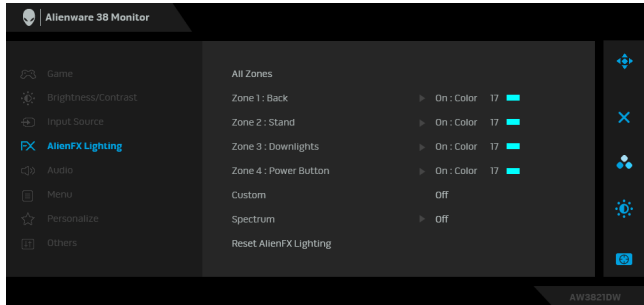 Alienware 38 Monitor
Game
Brightness/Contrast
Input Source
FX AlienFX Lighting
Audio
Menu
Personalize
Others
All Zones
Zone 1 : Back On : Color 17
Zone 2 : Stand On : Color 17
Zone 3 : Downlights On : Color 17
Zone 4 : Power Button On : Color 17
Custom Off
Spectrum Off
Reset AlienFX Lighting
AW3821DW